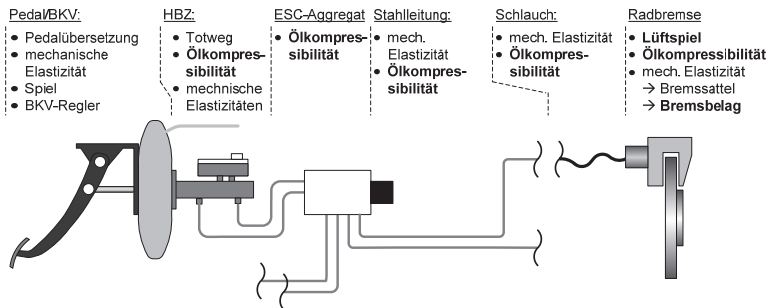 Pedal/BKV:
• Pedalübersetzung
• mechanische
Elastizität
• Spiel
• BKV-Regler
HBZ:
• Totweg
• Ölkompres-
sibilität
• mechnische
Elastizitäten
ESC-Aggregat
• Ölkompres-
sibilität
Stahlleitung:
• mech.
Elastizität
• Ölkompres-
sibilität
Schlauch:
• mech. Elastizität
• Ölkompres-
sibilität
Radbremse
• Lüftspiel
• Ölkompressibilität
• mech. Elastizität
→ Bremssattel
→ Bremsbelag